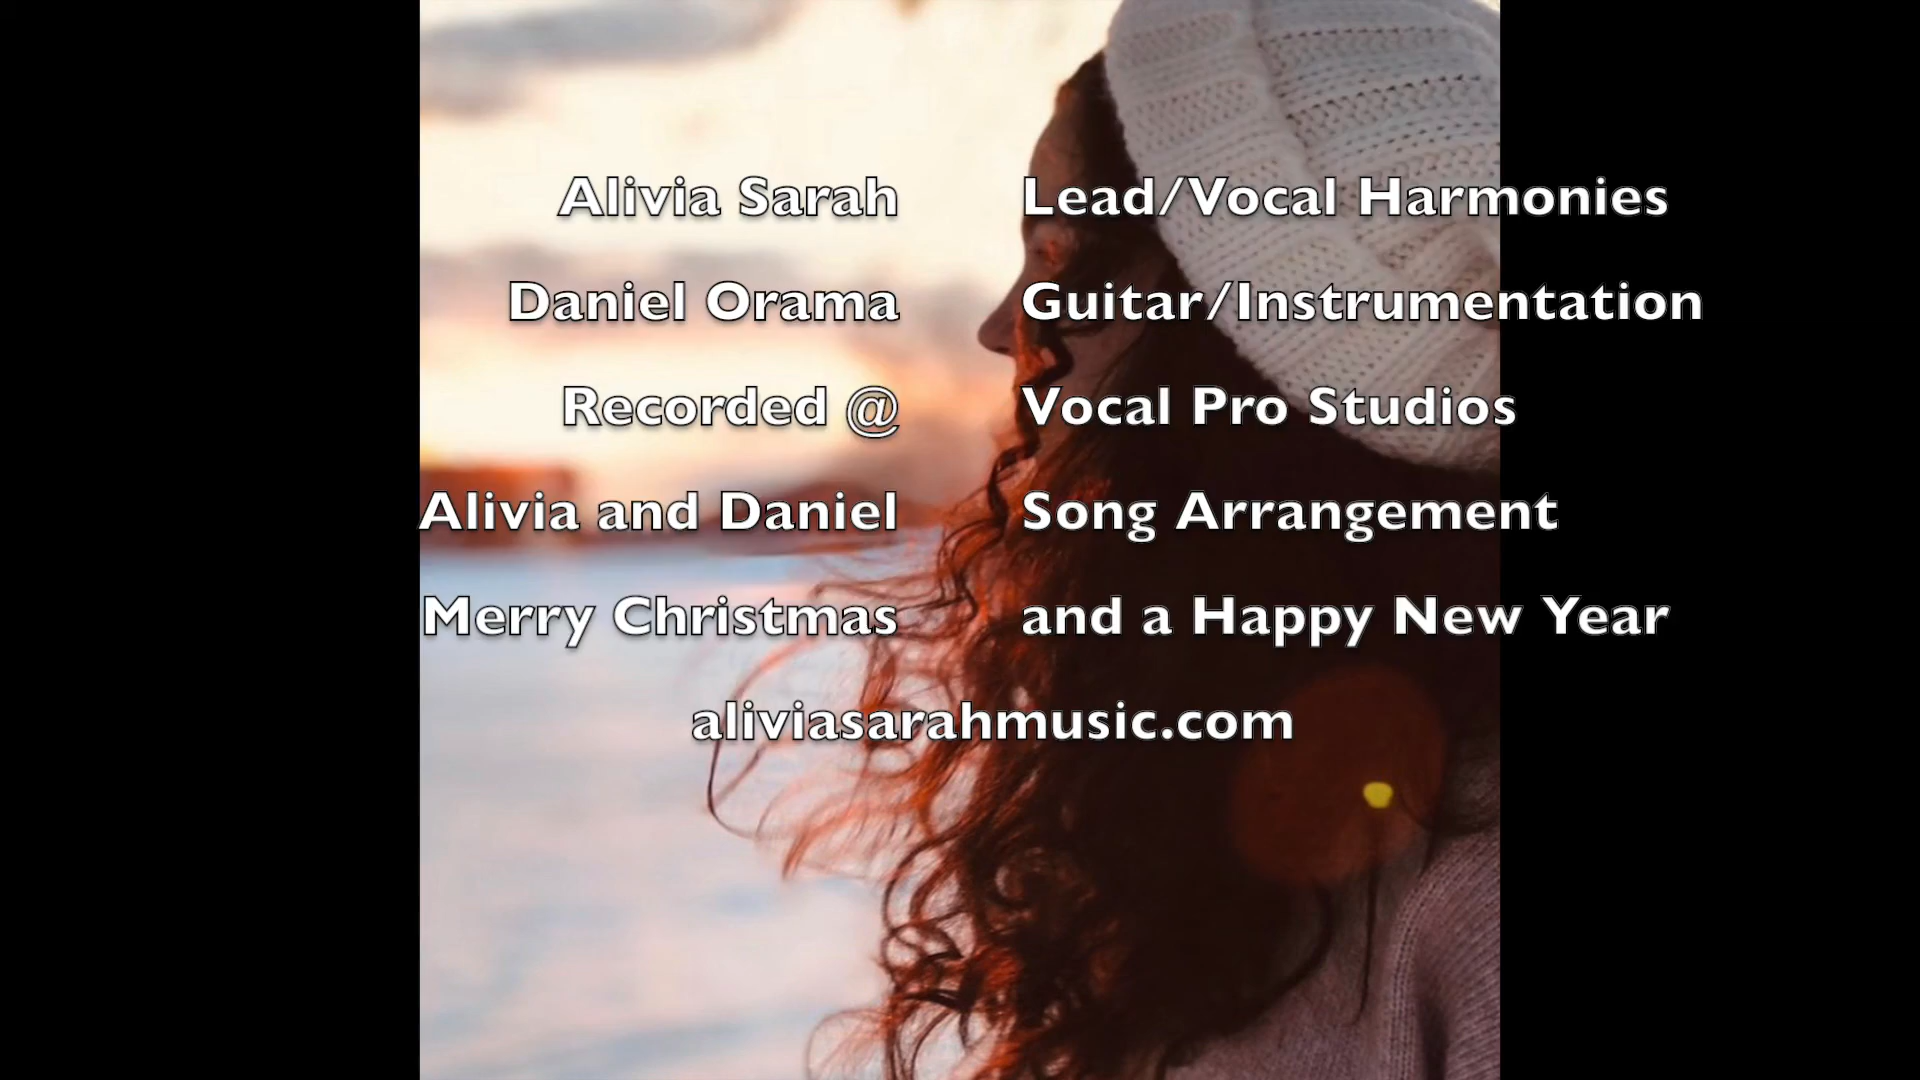 Alivia Sarah Lead/Vocal Harmonies
Daniel Orama Guitar/Instrumentation
Recorded @ Vocal Pro Studios
Alivia and Daniel Song Arrangement
Merry Christmas and a Happy New Year
aliviasarahmusic.com